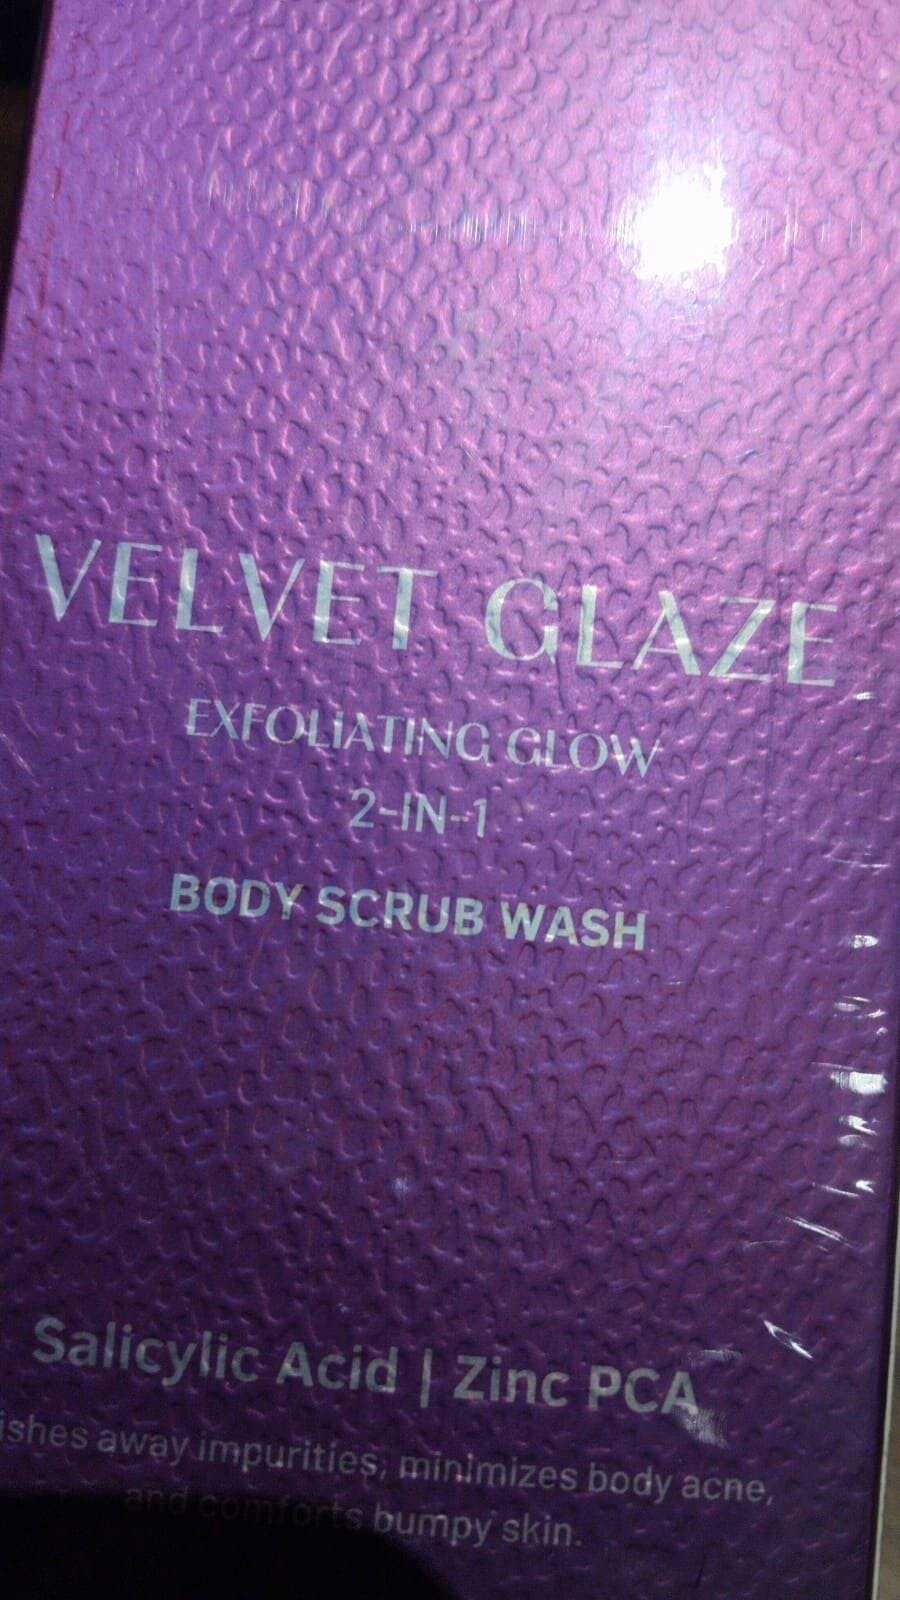 VELVET GLAZE
EXFOLIATING GLOW
2-IN-1
BODY SCRUB WASH
Salicylic Acid | Zinc PCA
away impurities, minimizes body acne,
and comforts bumpy skin.